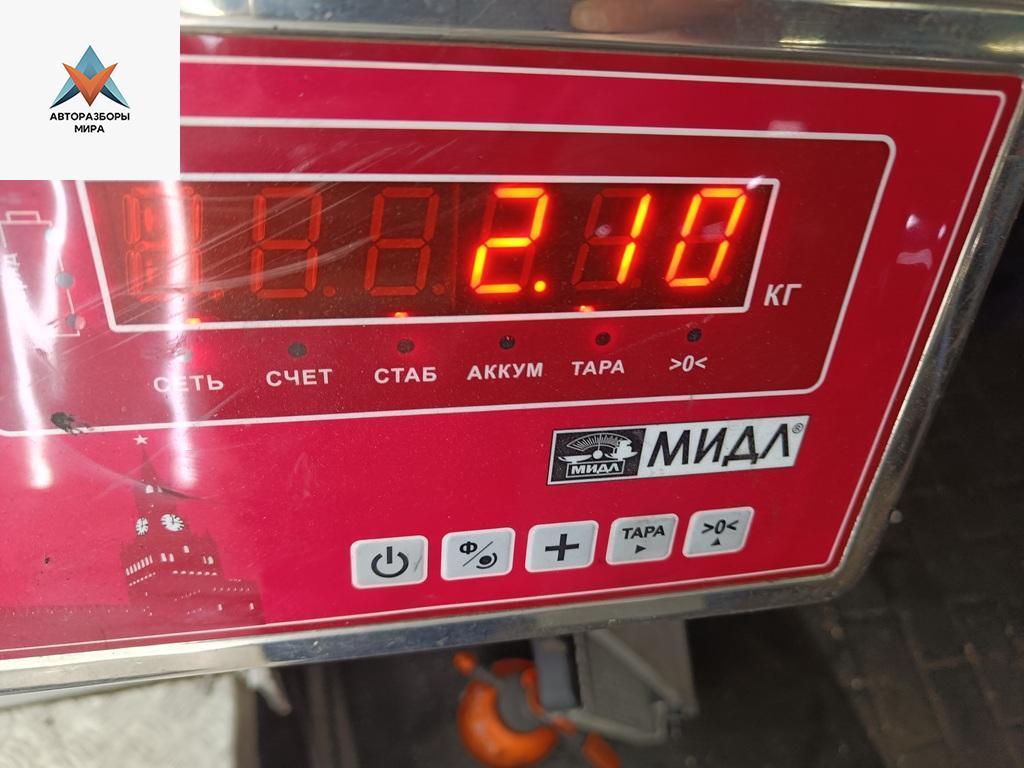 АВТОРАЗБОРЫ
МИРА
2.10
КГ
СЕТЬ СЧЕТ СТАБ АККУМ ТАРА >0<
МИДЛ МИДЛ®
Ф ТАРА >0<